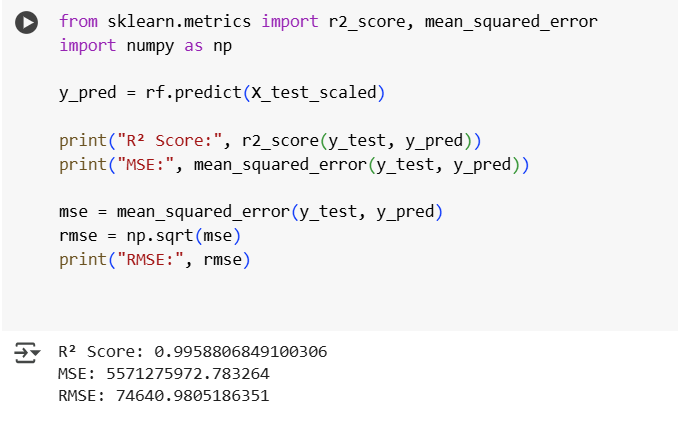 from sklearn.metrics import r2_score, mean_squared_error
import numpy as np
y_pred = rf.predict(X_test_scaled)
print("R² Score:", r2_score(y_test, y_pred))
print("MSE:", mean_squared_error(y_test, y_pred))
mse = mean_squared_error(y_test, y_pred)
rmse = np.sqrt(mse)
print("RMSE:", rmse)
R² Score: 0.9958806849100306
MSE: 5571275972.783264
RMSE: 74640.9805186351